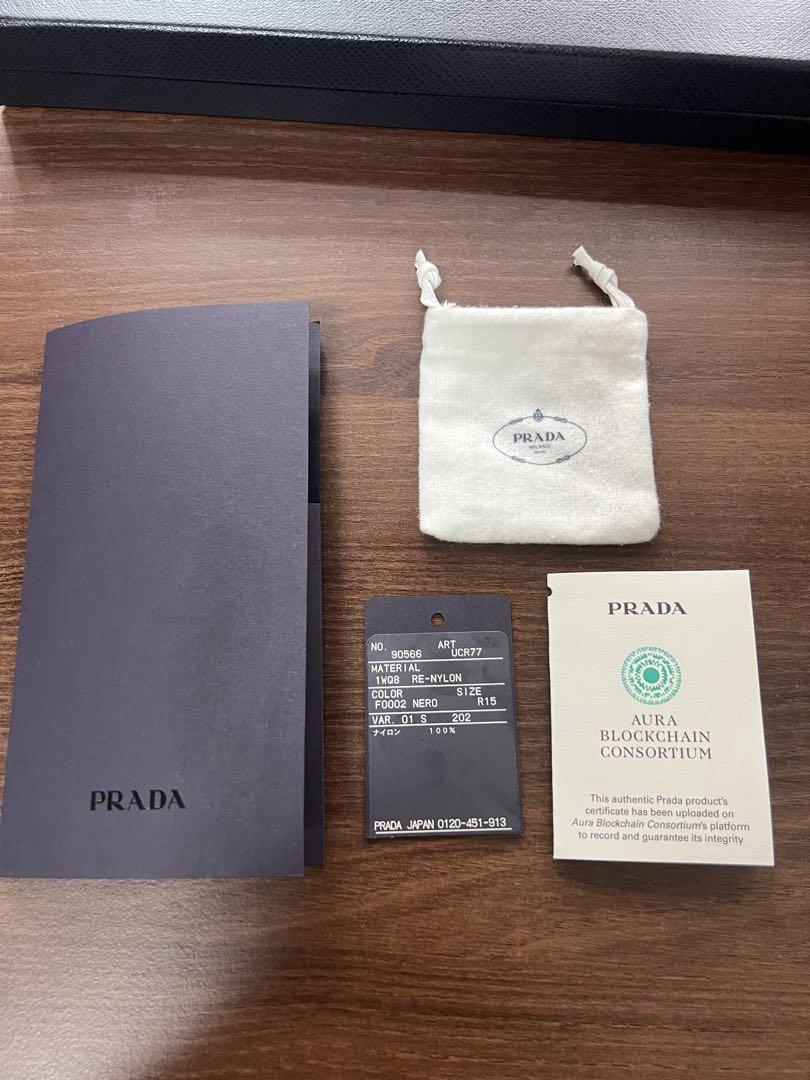 PRADA
PRADA
MILANO
NO. ART
90566 UCR77
MATERIAL
1WQ8 RE-NYLON
COLOR SIZE
F0002 NERO R15
VAR. 01 S 202
ナイロン 100%
PRADA JAPAN 0120-451-913
PRADA
AURA
BLOCKCHAIN
CONSORTIUM
This authentic Prada product's
certificate has been uploaded on
Aura Blockchain Consortium's platform
to record and guarantee its integrity